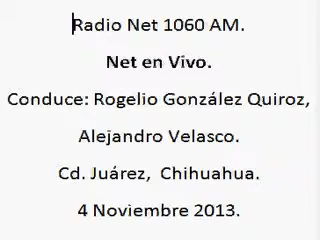 Radio Net 1060 AM.
Net en Vivo.
Conduce: Rogelio González Quiroz,
Alejandro Velasco.
Cd. Juárez,  Chihuahua.
4 Noviembre 2013.